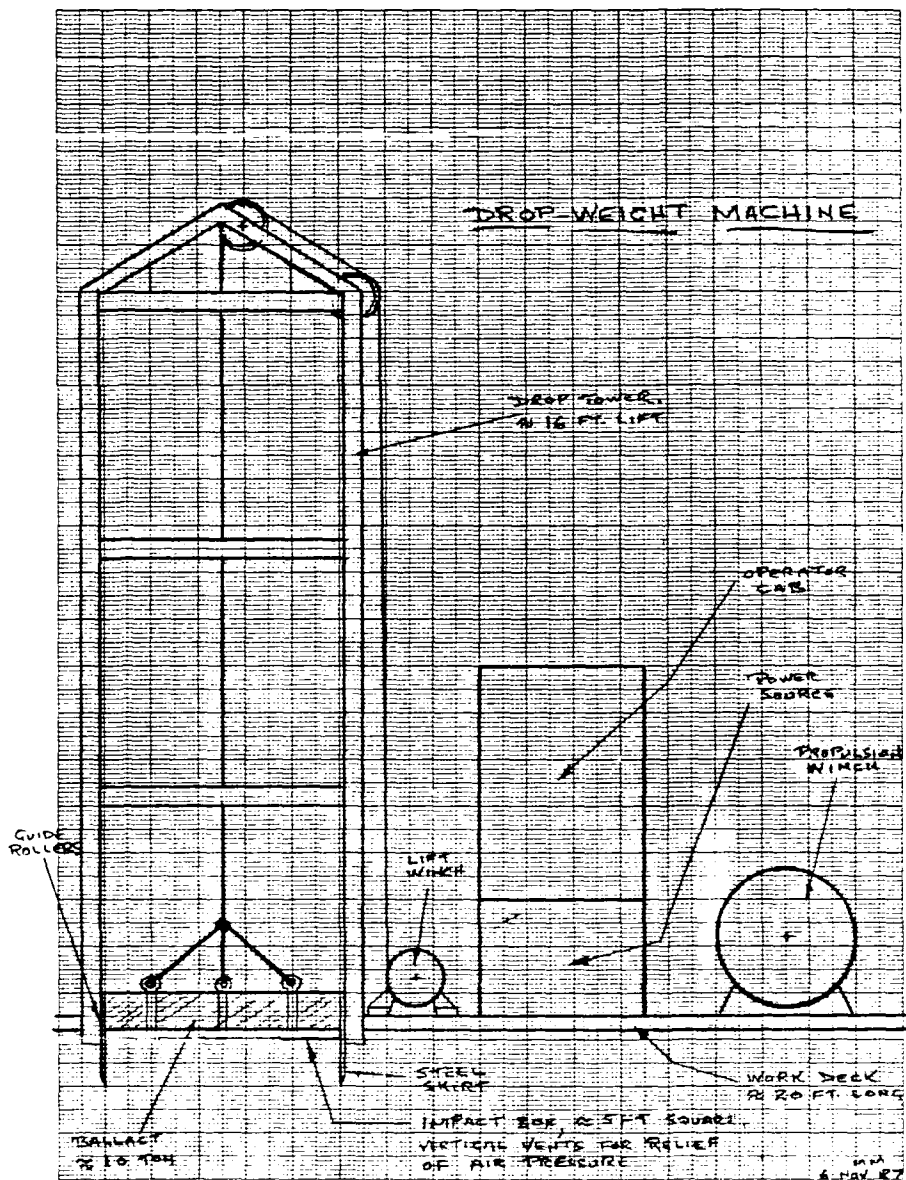 DROP-WEIGHT MACHINE
DROP TOWER.
≈ 16 FT. LIFT
OPERATOR
CAB
POWER
SOURCE
PROPULSION
WINCH
GUIDE
ROLLERS
LIFT
WINCH
STEEL
SKIRT
WORK DECK
≈ 20 FT. LONG
IMPACT BOX, ≈ 5 FT SQUARE.
VERTICAL VENTS FOR RELIEF
OF AIR PRESSURE
BALLAST
≈ 10 TON
MM
6 NOV 87